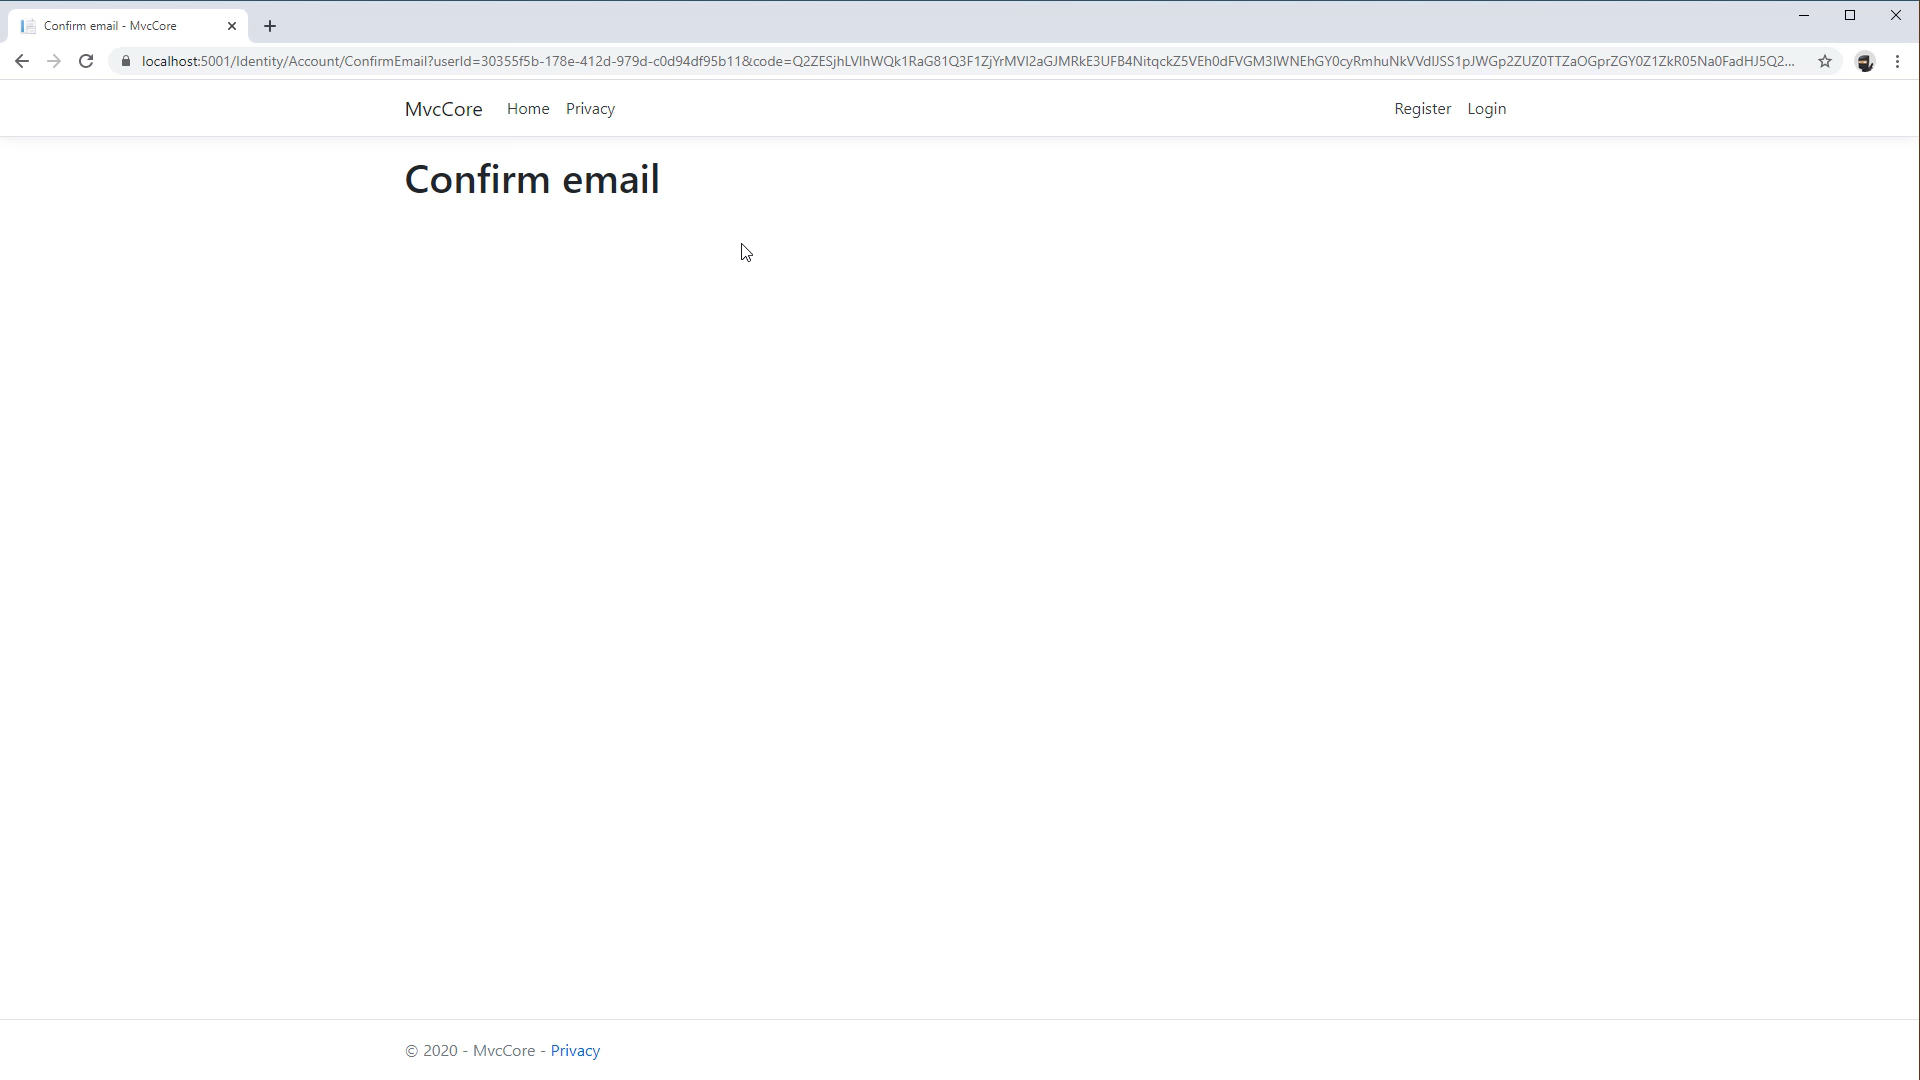 Confirm email - MvcCore
localhost:5001/Identity/Account/ConfirmEmail?userId=30355f5b-178e-412d-979d-c0d94df95b11&code=
MvcCore Home Privacy Register Login
Confirm email
© 2020 - MvcCore - Privacy